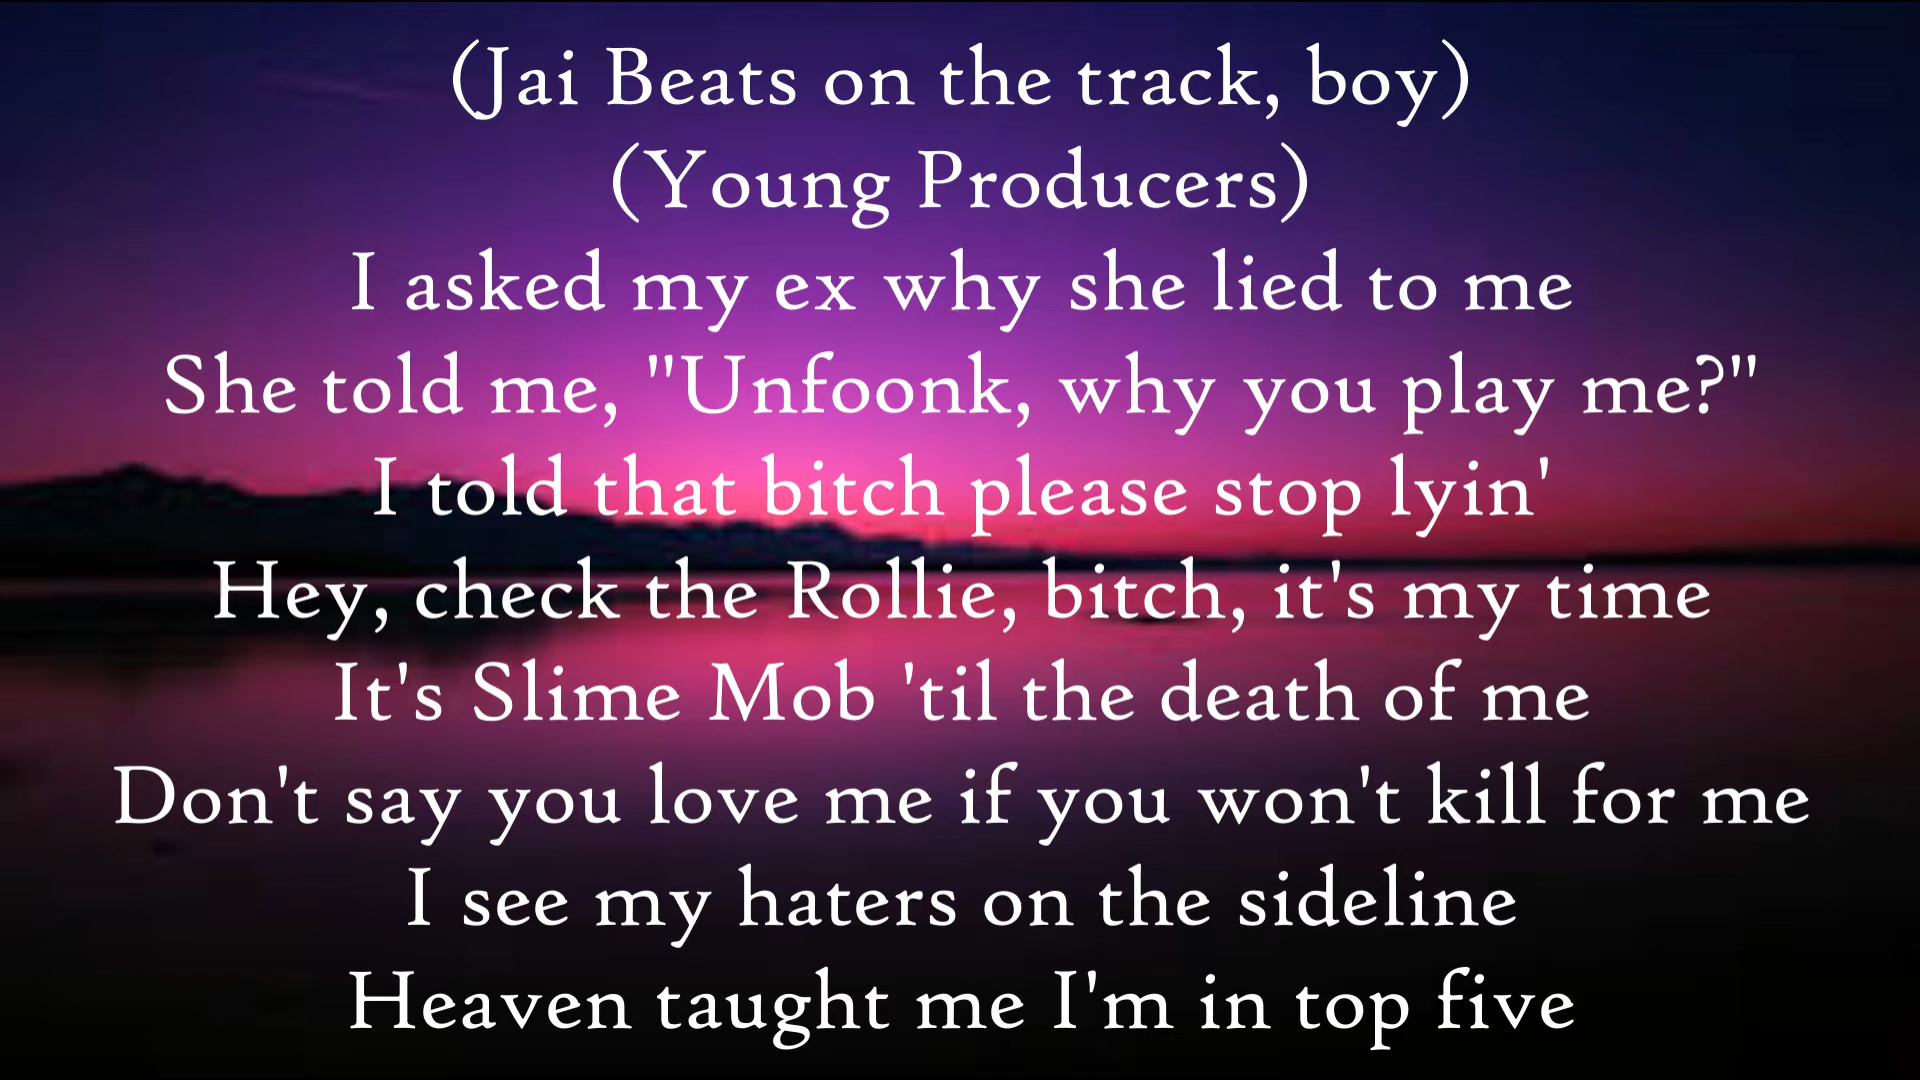 (Jai Beats on the track, boy)
(Young Producers)
I asked my ex why she lied to me
She told me, "Unfoonk, why you play me?"
I told that bitch please stop lyin'
Hey, check the Rollie, bitch, it's my time
It's Slime Mob 'til the death of me
Don't say you love me if you won't kill for me
I see my haters on the sideline
Heaven taught me I'm in top five